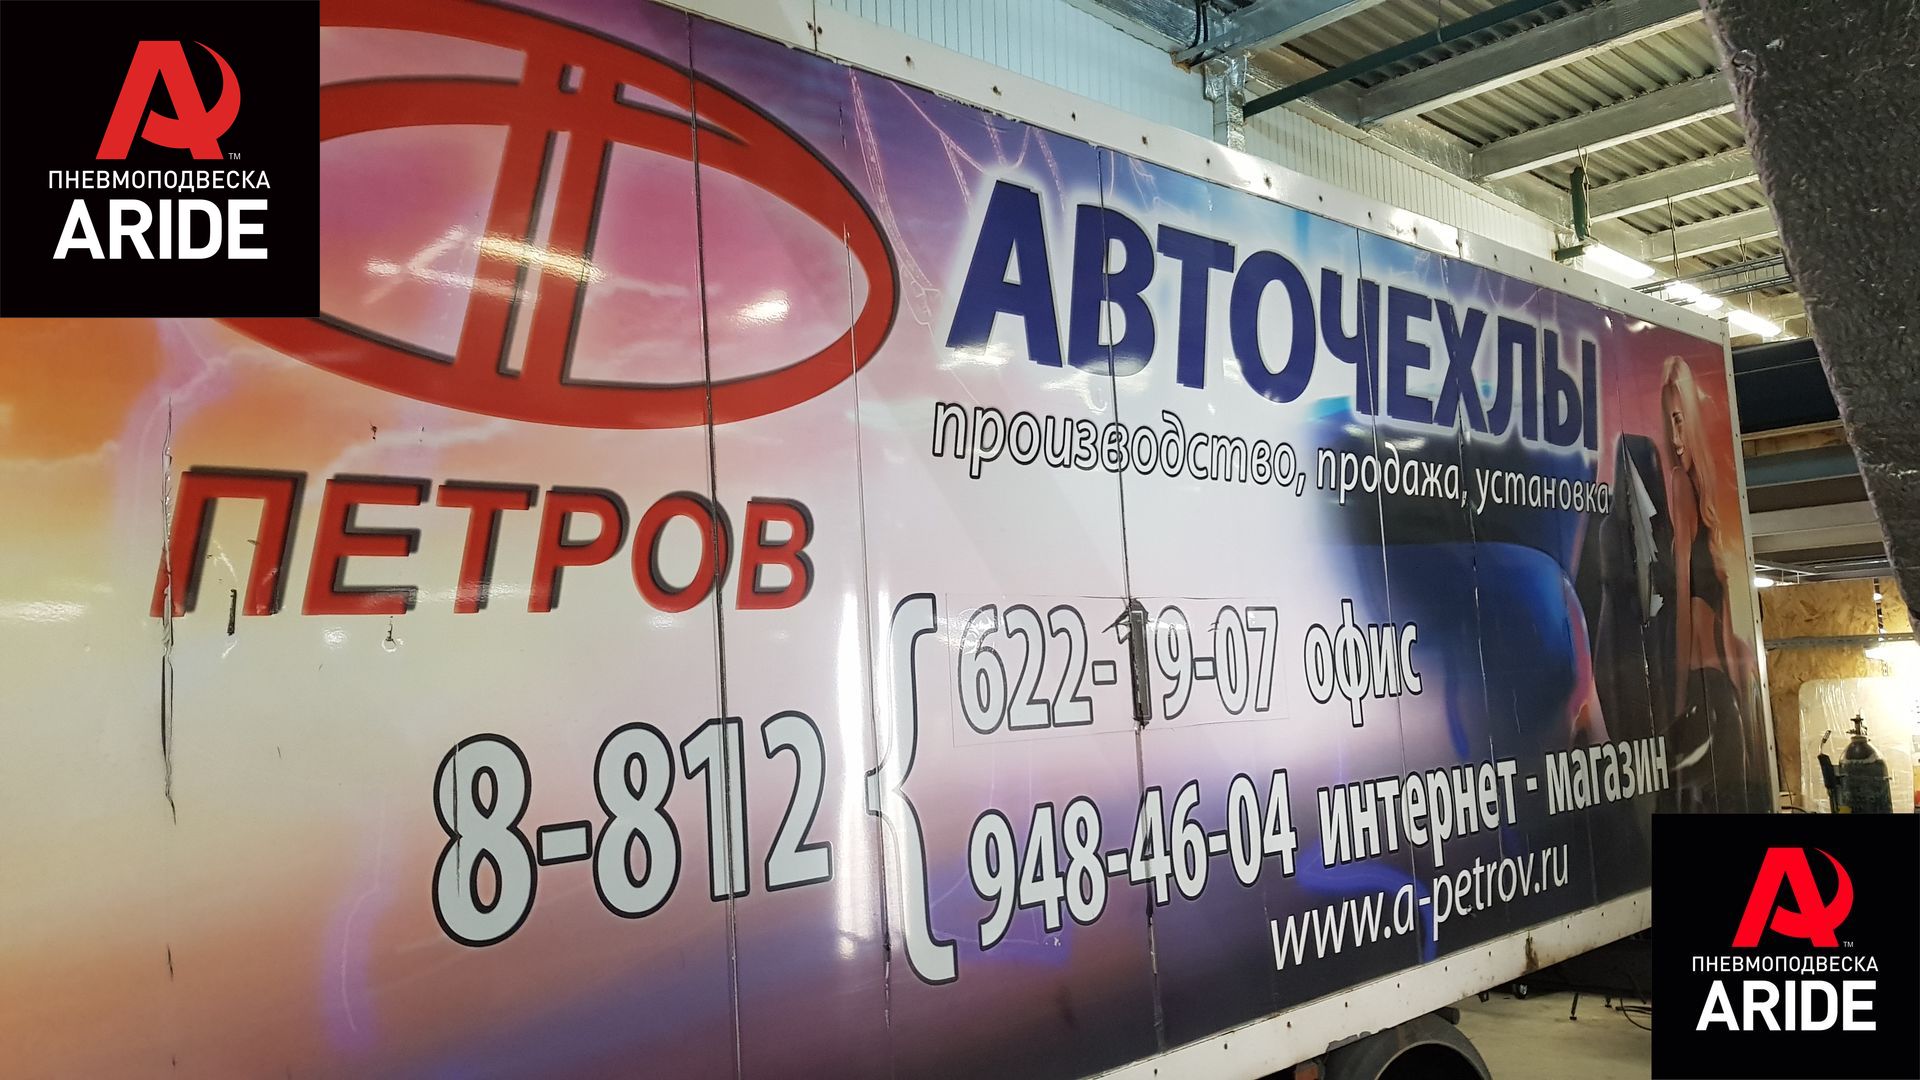 ПНЕВМОПОДВЕСКА
ARIDE
ПЕТРОВ
АВТОЧЕХЛЫ
производство, продажа, установка
8-812
622-19-07 офис
948-46-04 интернет - магазин
www.a-petrov.ru
ПНЕВМОПОДВЕСКА
ARIDE